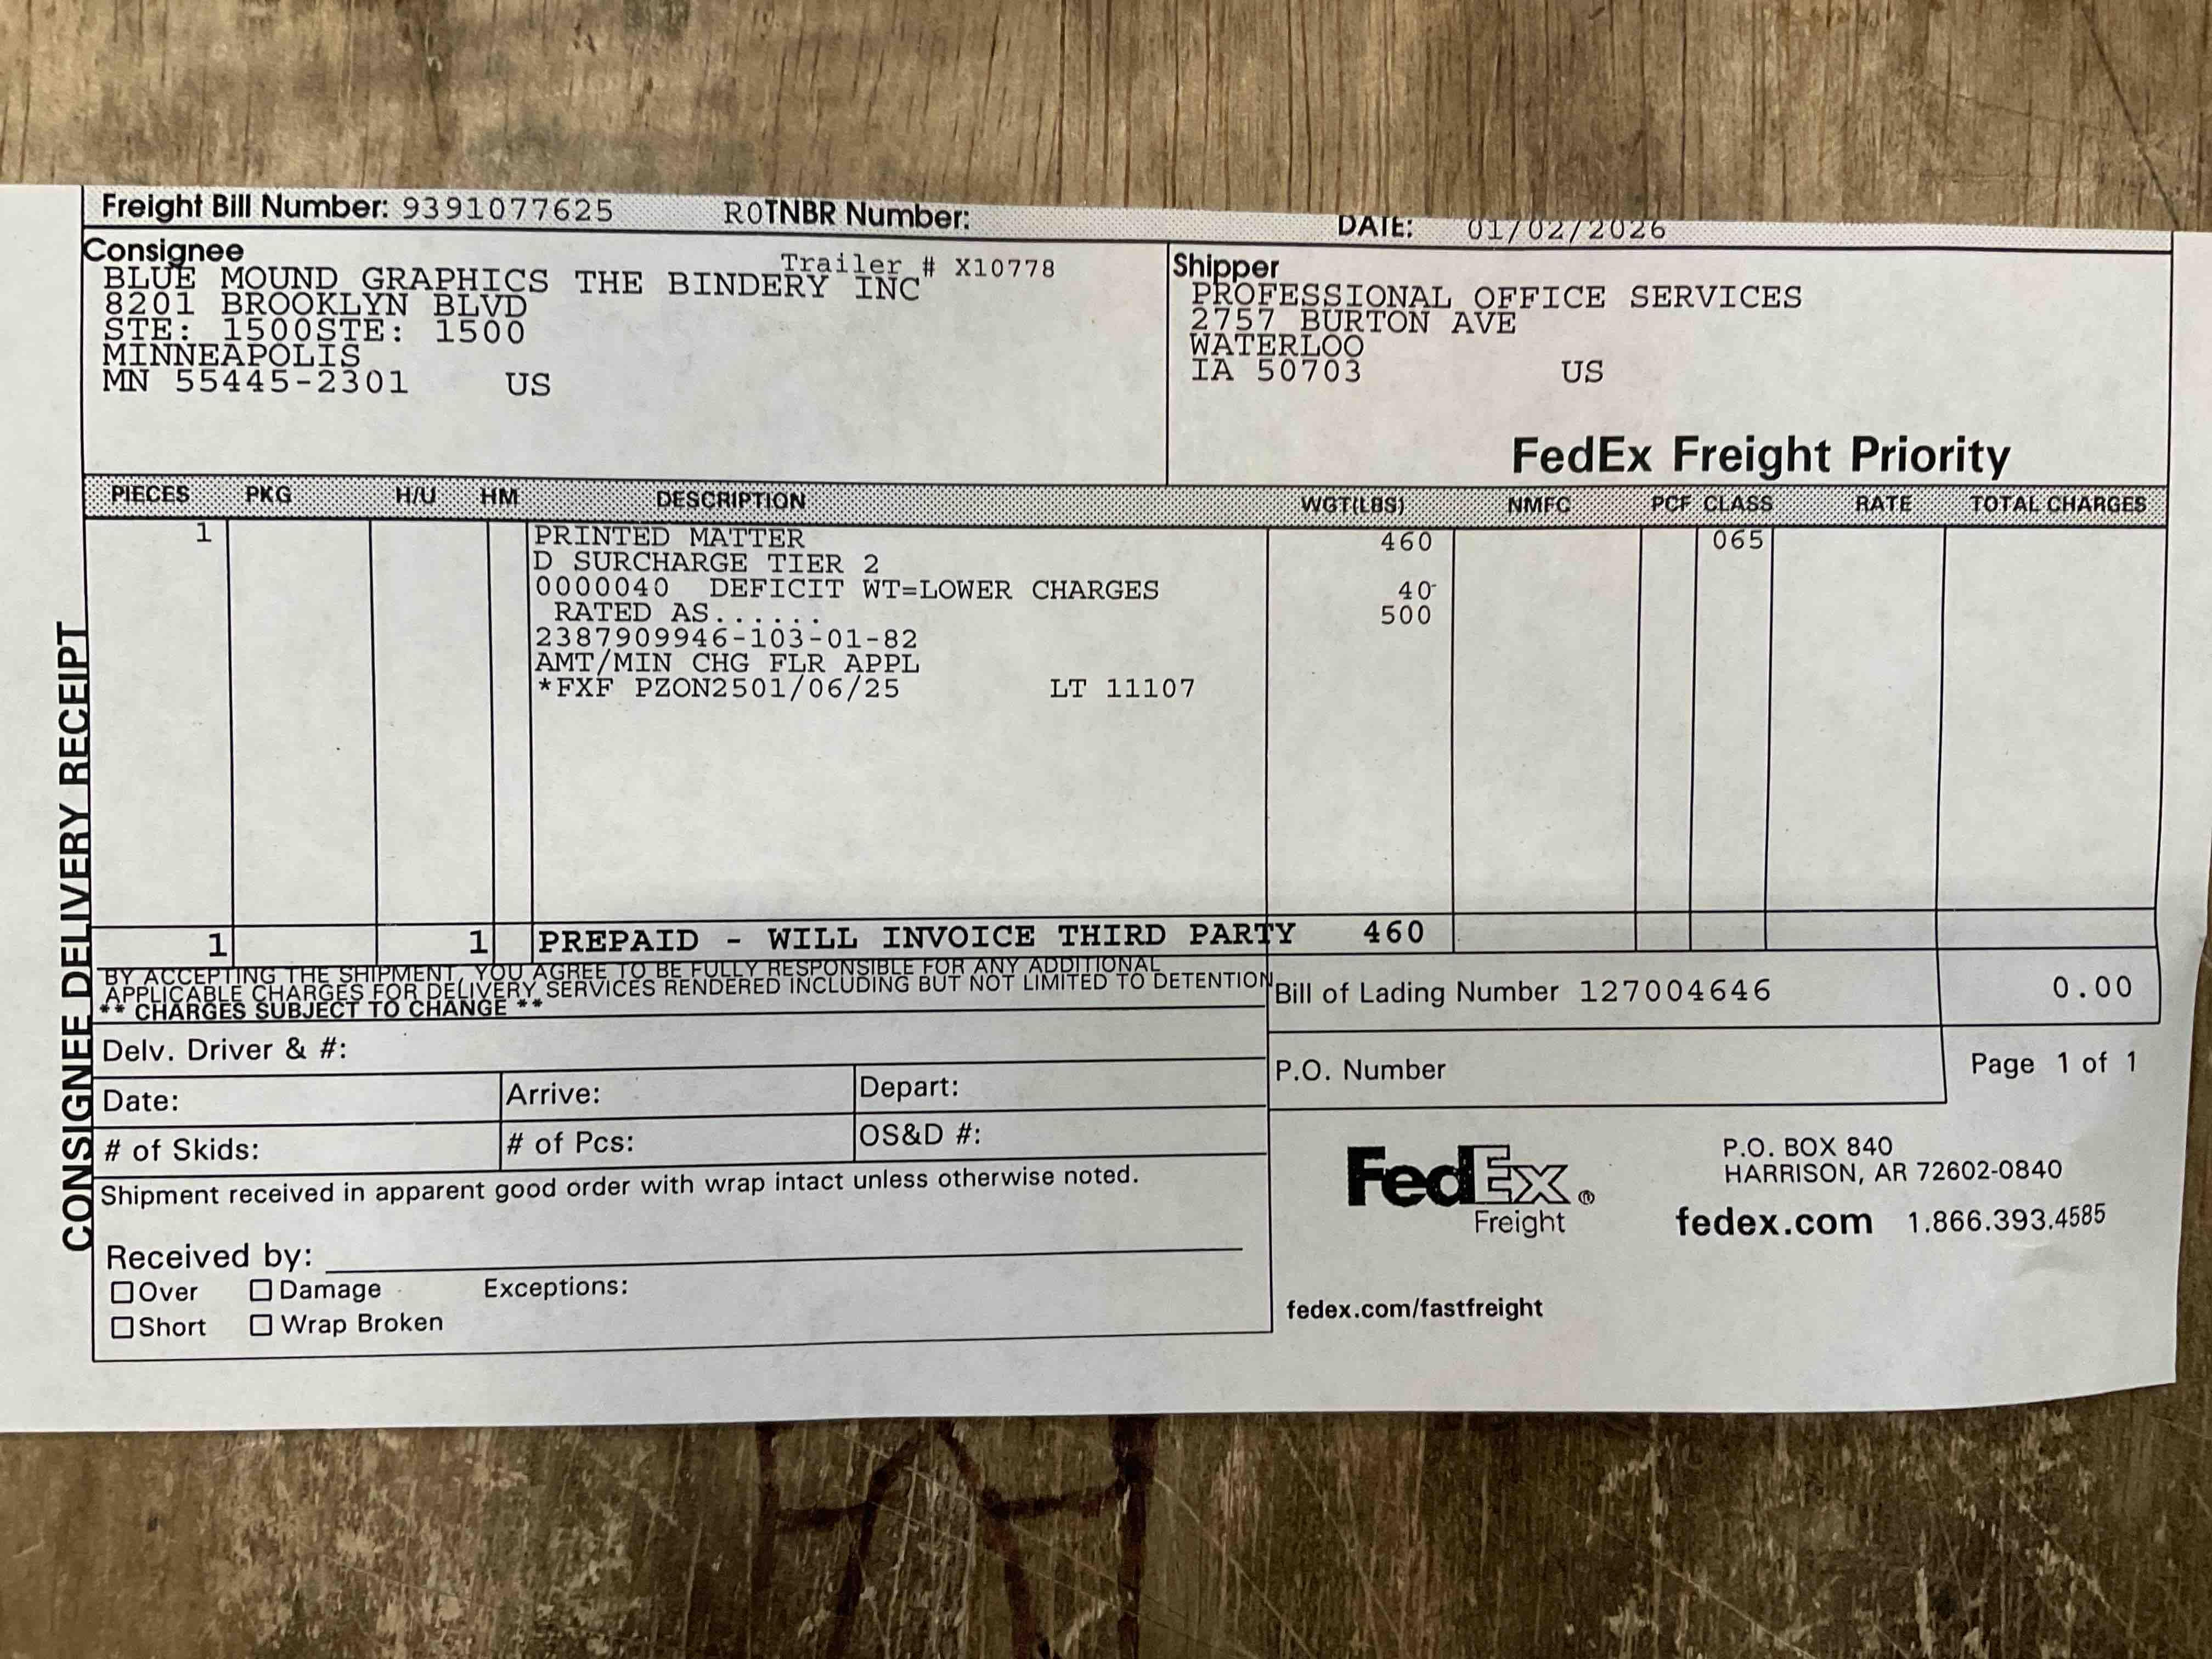 Freight Bill Number: 9391077625 ROTNBR Number: DATE: 01/02/2026
Consignee
Trailer # X10778
BLUE MOUND GRAPHICS THE BINDERY INC
8201 BROOKLYN BLVD
STE: 1500STE: 1500
MINNEAPOLIS
MN 55445-2301 US
Shipper
PROFESSIONAL OFFICE SERVICES
2757 BURTON AVE
WATERLOO
IA 50703 US
FedEx Freight Priority
PIECES PKG H/U HM DESCRIPTION WGT(LBS) NMFC PCF CLASS RATE TOTAL CHARGES
1 PRINTED MATTER 460 065
D SURCHARGE TIER 2
0000040 DEFICIT WT=LOWER CHARGES 40-
RATED AS...... 500
2387909946-103-01-82
AMT/MIN CHG FLR APPL
*FXF PZON2501/06/25 LT 11107
1 1 PREPAID - WILL INVOICE THIRD PARTY 460
CONSIGNEE DELIVERY RECEIPT
BY ACCEPTING THE SHIPMENT, YOU AGREE TO BE FULLY RESPONSIBLE FOR ANY ADDITIONAL
APPLICABLE CHARGES FOR DELIVERY SERVICES RENDERED INCLUDING BUT NOT LIMITED TO DETENTION
** CHARGES SUBJECT TO CHANGE **
Bill of Lading Number 127004646 0.00
Delv. Driver & #:
P.O. Number
Page 1 of 1
Date: Arrive: Depart:
# of Skids: # of Pcs: OS&D #:
Shipment received in apparent good order with wrap intact unless otherwise noted.
Received by:
Over Damage Exceptions:
Short Wrap Broken
FedEx®
Freight
P.O. BOX 840
HARRISON, AR 72602-0840
fedex.com 1.866.393.4585
fedex.com/fastfreight